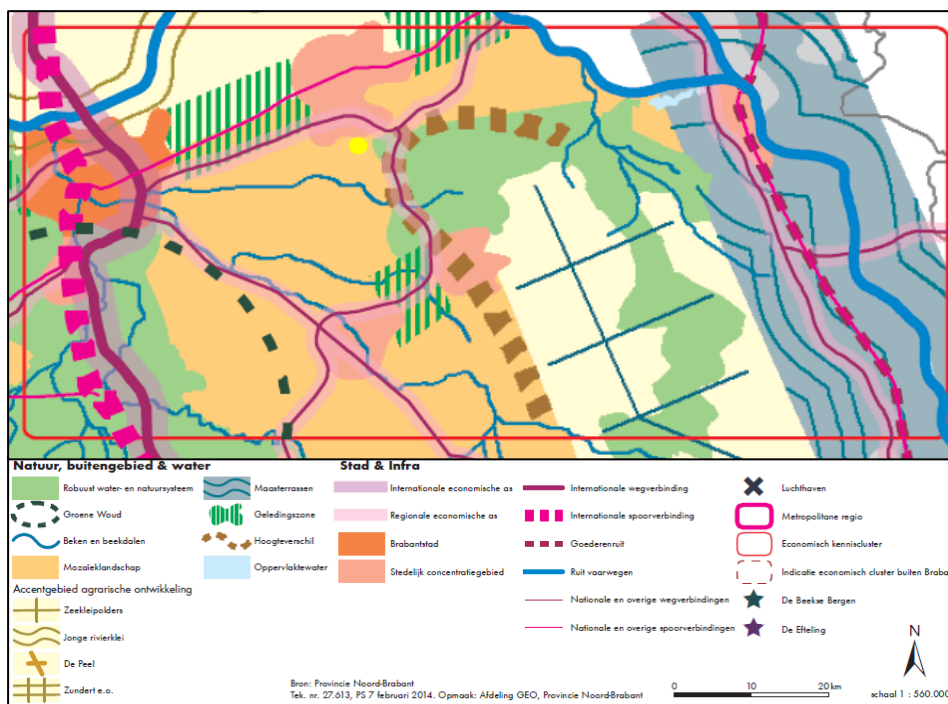 Natuur, buitengebied & water
Robuust water- en natuursysteem
Groene Woud
Beken en beekdalen
Mozaïeklandschap
Accentgebied agrarische ontwikkeling
Zeekleipolders
Jonge rivierklei
De Peel
Zundert e.o.
Maasterrassen
Geledingszone
Hoogteverschil
Oppervlaktewater
Stad & Infra
Internationale economische as
Regionale economische as
Brabantstad
Stedelijk concentratiegebied
Internationale wegverbinding
Internationale spoorverbinding
Goederenruit
Ruit vaarwegen
Nationale en overige wegverbindingen
Nationale en overige spoorverbindingen
Luchthaven
Metropolitane regio
Economisch kenniscluster
Indicatie economisch cluster buiten Braba
De Beekse Bergen
De Efteling
Bron: Provincie Noord-Brabant
Tek. nr. 27.613, PS 7 februari 2014. Opmaak: Afdeling GEO, Provincie Noord-Brabant
0 10 20 km
N
schaal 1 : 560.000